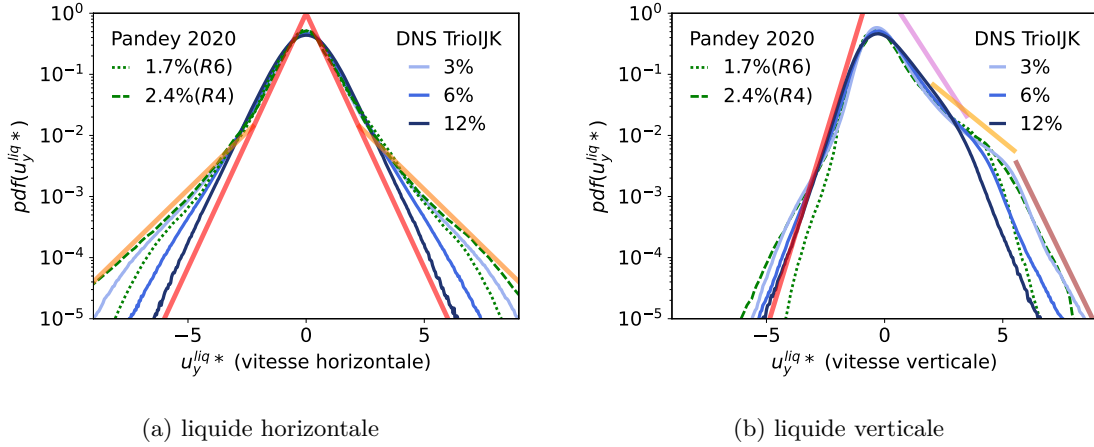 Pandey 2020
1.7%(R6)
2.4%(R4)
DNS TrioIJK
3%
6%
12%
10^0
10^-1
10^-2
10^-3
10^-4
10^-5
pdf(u_y^{liq}*)
−5
0
5
u_y^{liq}* (vitesse horizontale)
(a) liquide horizontale
Pandey 2020
1.7%(R6)
2.4%(R4)
DNS TrioIJK
3%
6%
12%
10^0
10^-1
10^-2
10^-3
10^-4
10^-5
pdf(u_y^{liq}*)
−5
0
5
u_y^{liq}* (vitesse verticale)
(b) liquide verticale